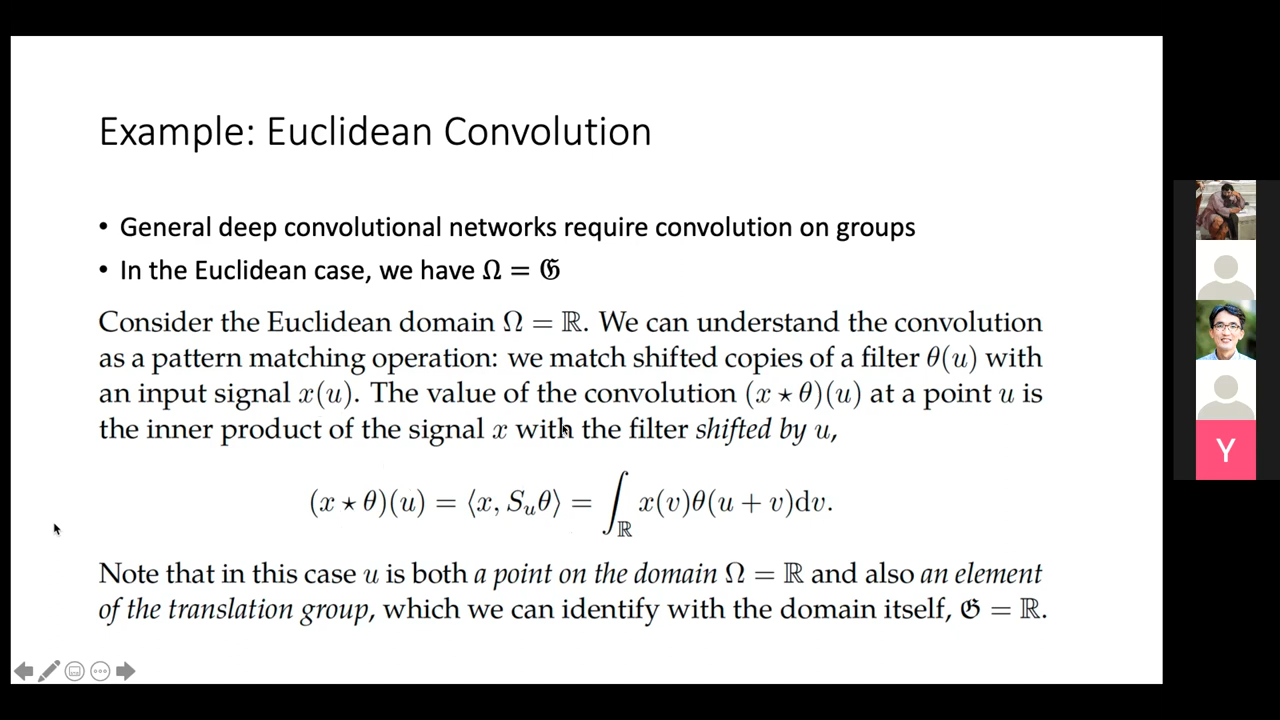 Example: Euclidean Convolution
• General deep convolutional networks require convolution on groups
• In the Euclidean case, we have Ω = 𝔊
Consider the Euclidean domain Ω = ℝ. We can understand the convolution
as a pattern matching operation: we match shifted copies of a filter θ(u) with
an input signal x(u). The value of the convolution (x ⋆ θ)(u) at a point u is
the inner product of the signal x with the filter shifted by u,
(x ⋆ θ)(u) = ⟨x, S_uθ⟩ = ∫_ℝ x(v)θ(u + v)dv.
Note that in this case u is both a point on the domain Ω = ℝ and also an element
of the translation group, which we can identify with the domain itself, 𝔊 = ℝ.
Y